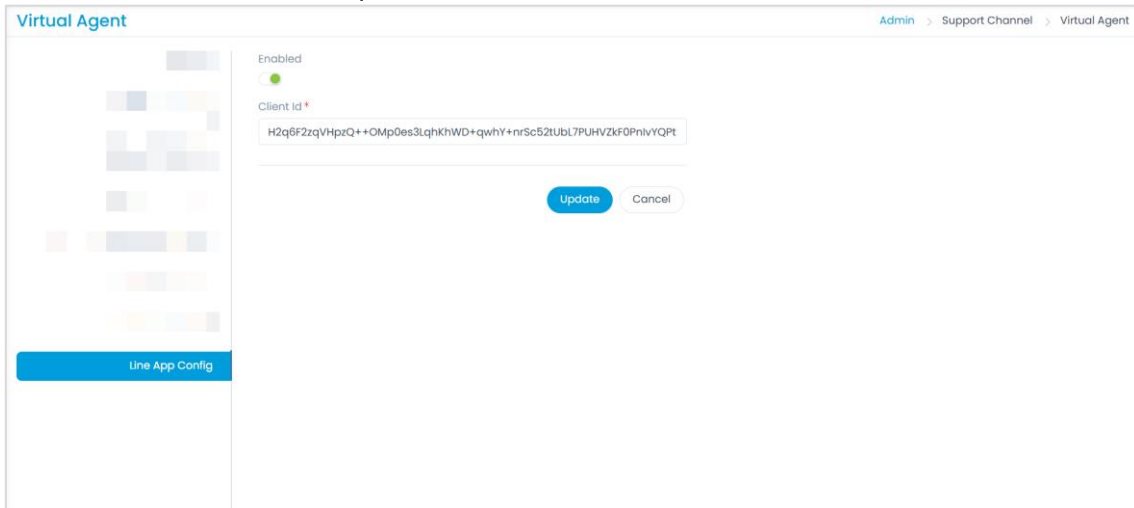 Virtual Agent
Admin > Support Channel > Virtual Agent
Enabled
Client Id *
H2q6F2zqVHpzQ++OMp0es3LqhKhWD+qwhY+nrSc52tUbL7PUHVZkF0PnIvYQPt
Update Cancel
Line App Config